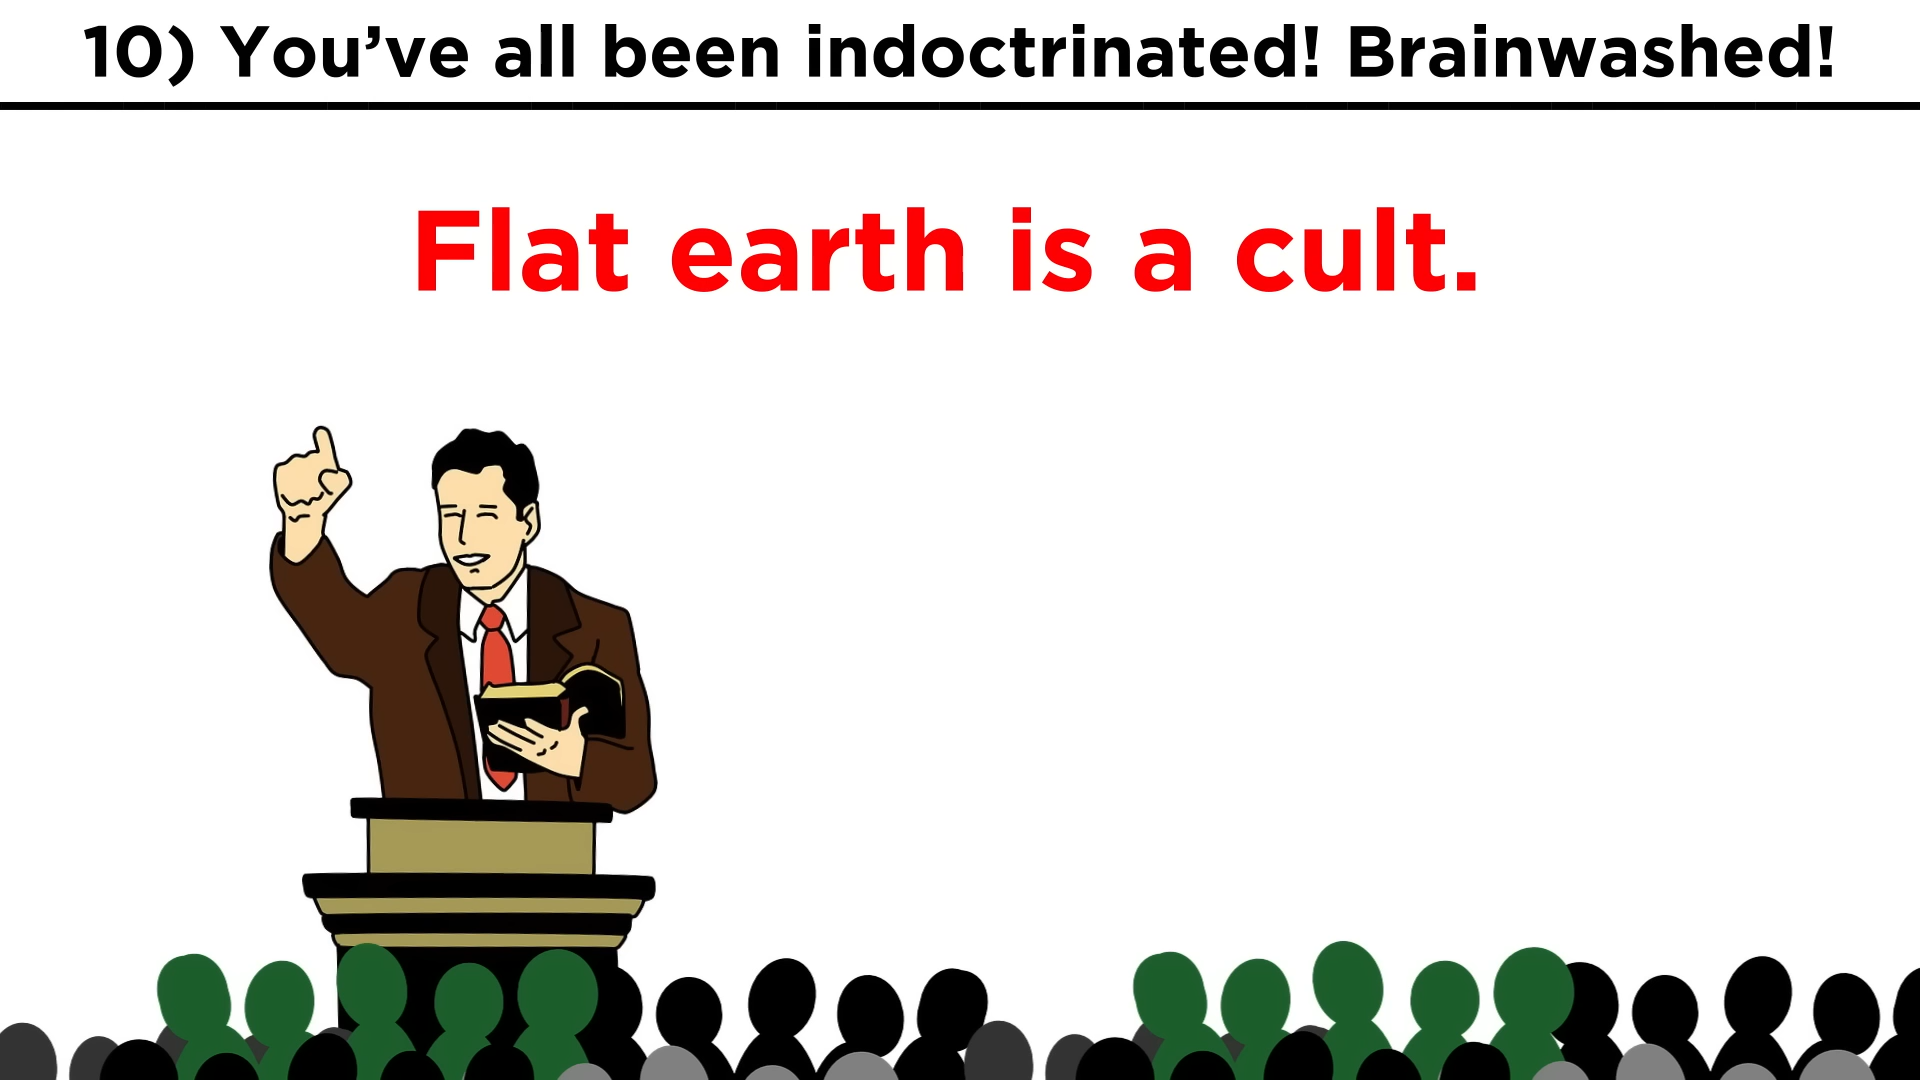 10) You’ve all been indoctrinated! Brainwashed!
Flat earth is a cult.